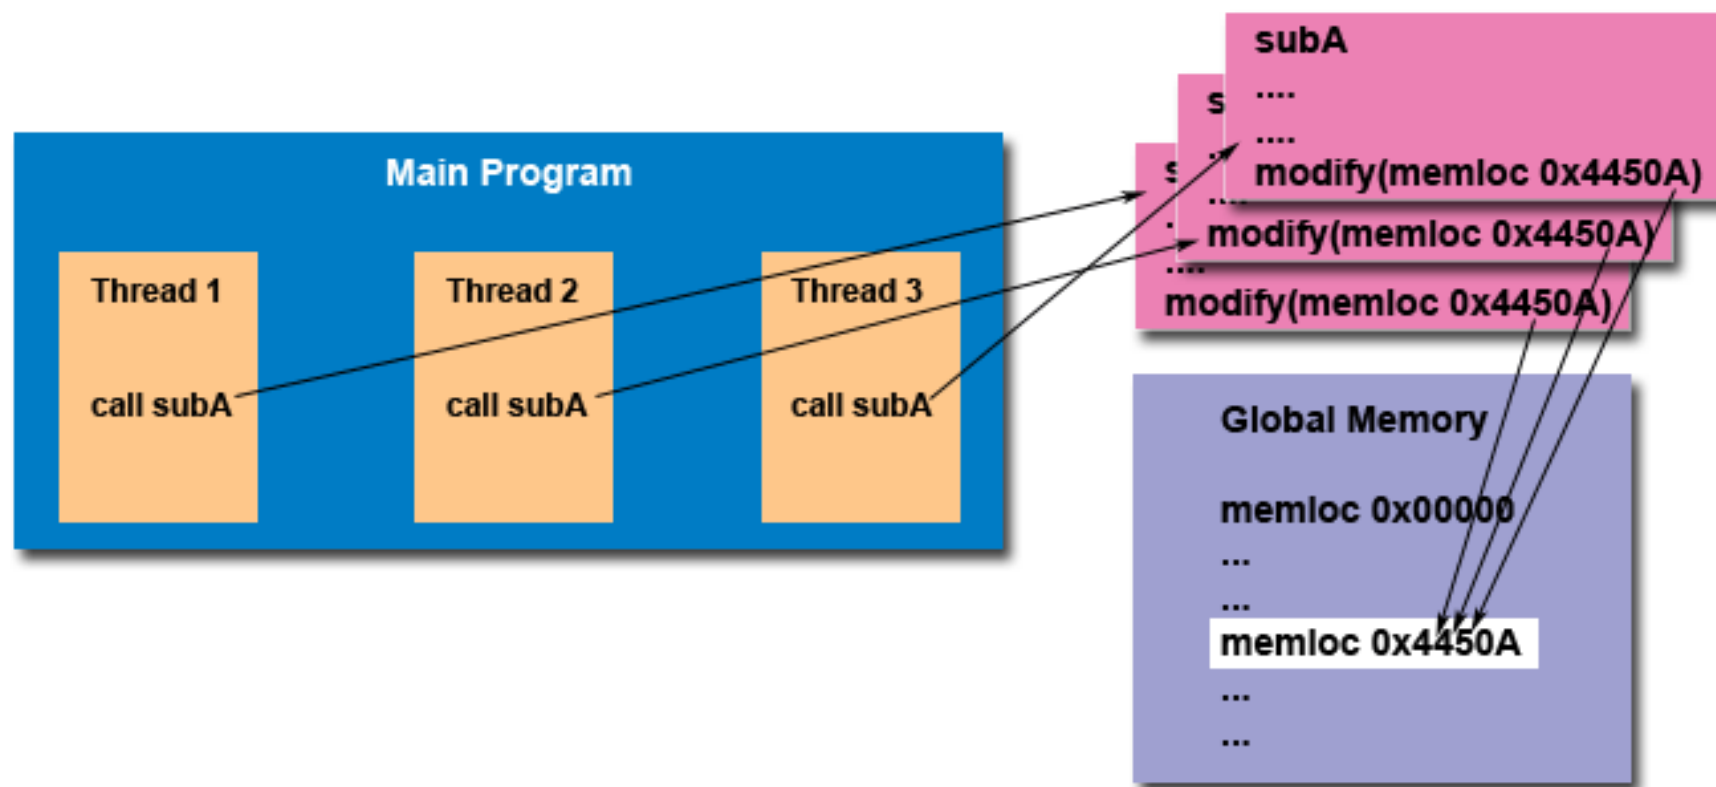 Main Program
Thread 1
call subA
Thread 2
call subA
Thread 3
call subA
subA
....
....
modify(memloc 0x4450A)
s
..
....
modify(memloc 0x4450A)
s
.
....
modify(memloc 0x4450A)
Global Memory
memloc 0x00000
...
...
memloc 0x4450A
...
...